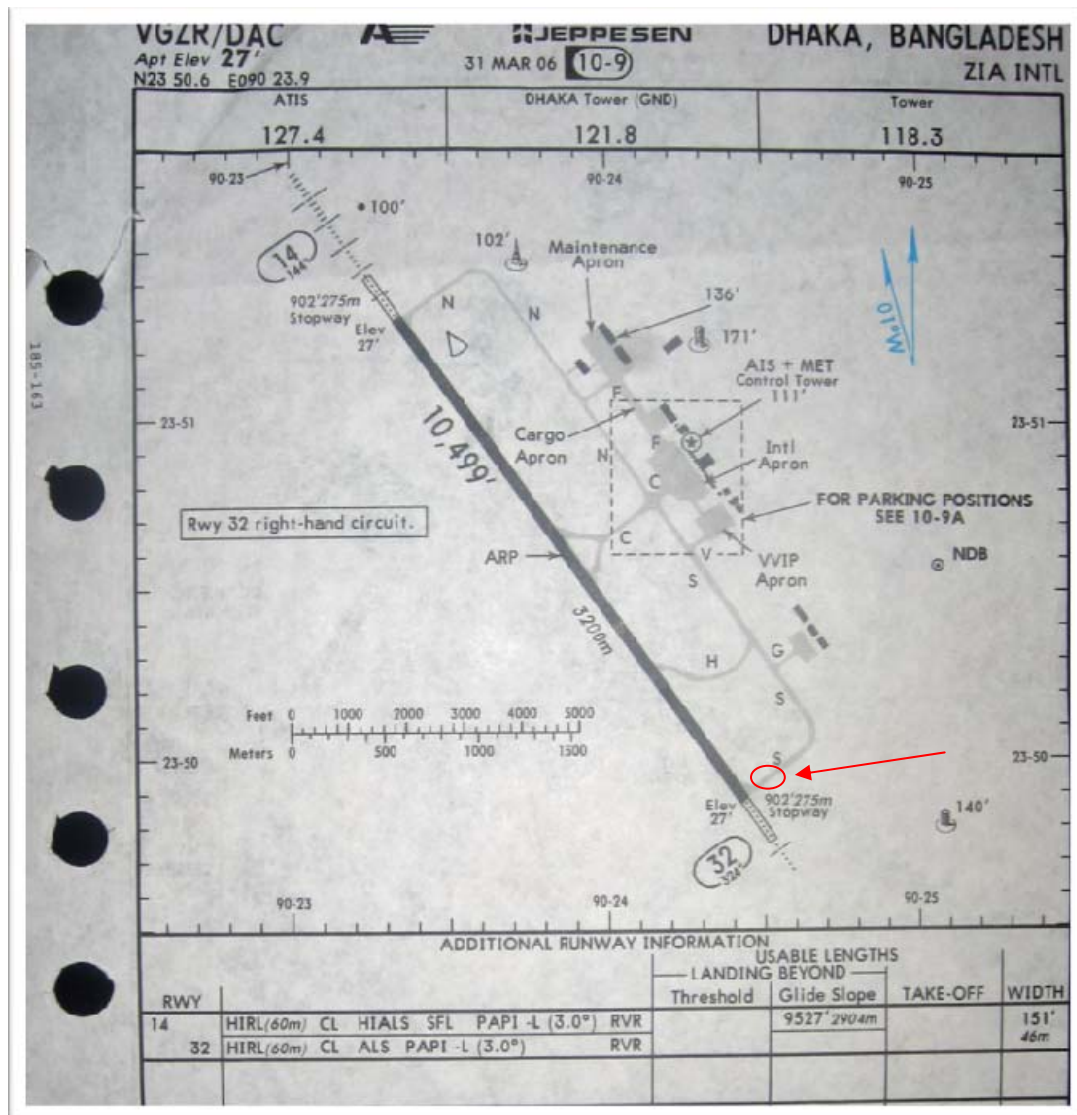 VGZR/DAC
Apt Elev 27'
N23 50.6 E090 23.9
JEPPESEN
31 MAR 06 10-9
DHAKA, BANGLADESH
ZIA INTL
ATIS
127.4
DHAKA Tower (GND)
121.8
Tower
118.3
90-23
90-24
90-25
100'
14
144°
102'
Maintenance
Apron
136'
171'
902' 275m
Stopway
Elev
27'
N
N
AIS + MET
Control Tower
111'
01°W
185-163
23-51
23-51
10,499'
F
Cargo
Apron
N
F
Intl
Apron
C
FOR PARKING POSITIONS
SEE 10-9A
Rwy 32 right-hand circuit.
ARP
C
V
VVIP
Apron
NDB
S
3200m
H
G
S
Feet 0 1000 2000 3000 4000 5000
Meters 0 500 1000 1500
23-50
23-50
S
Elev
27'
902' 275m
Stopway
140'
32
324°
90-23
90-24
90-25
ADDITIONAL RUNWAY INFORMATION
USABLE LENGTHS
LANDING BEYOND
RWY
Threshold
Glide Slope
TAKE-OFF
WIDTH
14 HIRL(60m) CL HIALS SFL PAPI-L (3.0°) RVR
9527' 2904m
151'
46m
32 HIRL(60m) CL ALS PAPI-L (3.0°) RVR